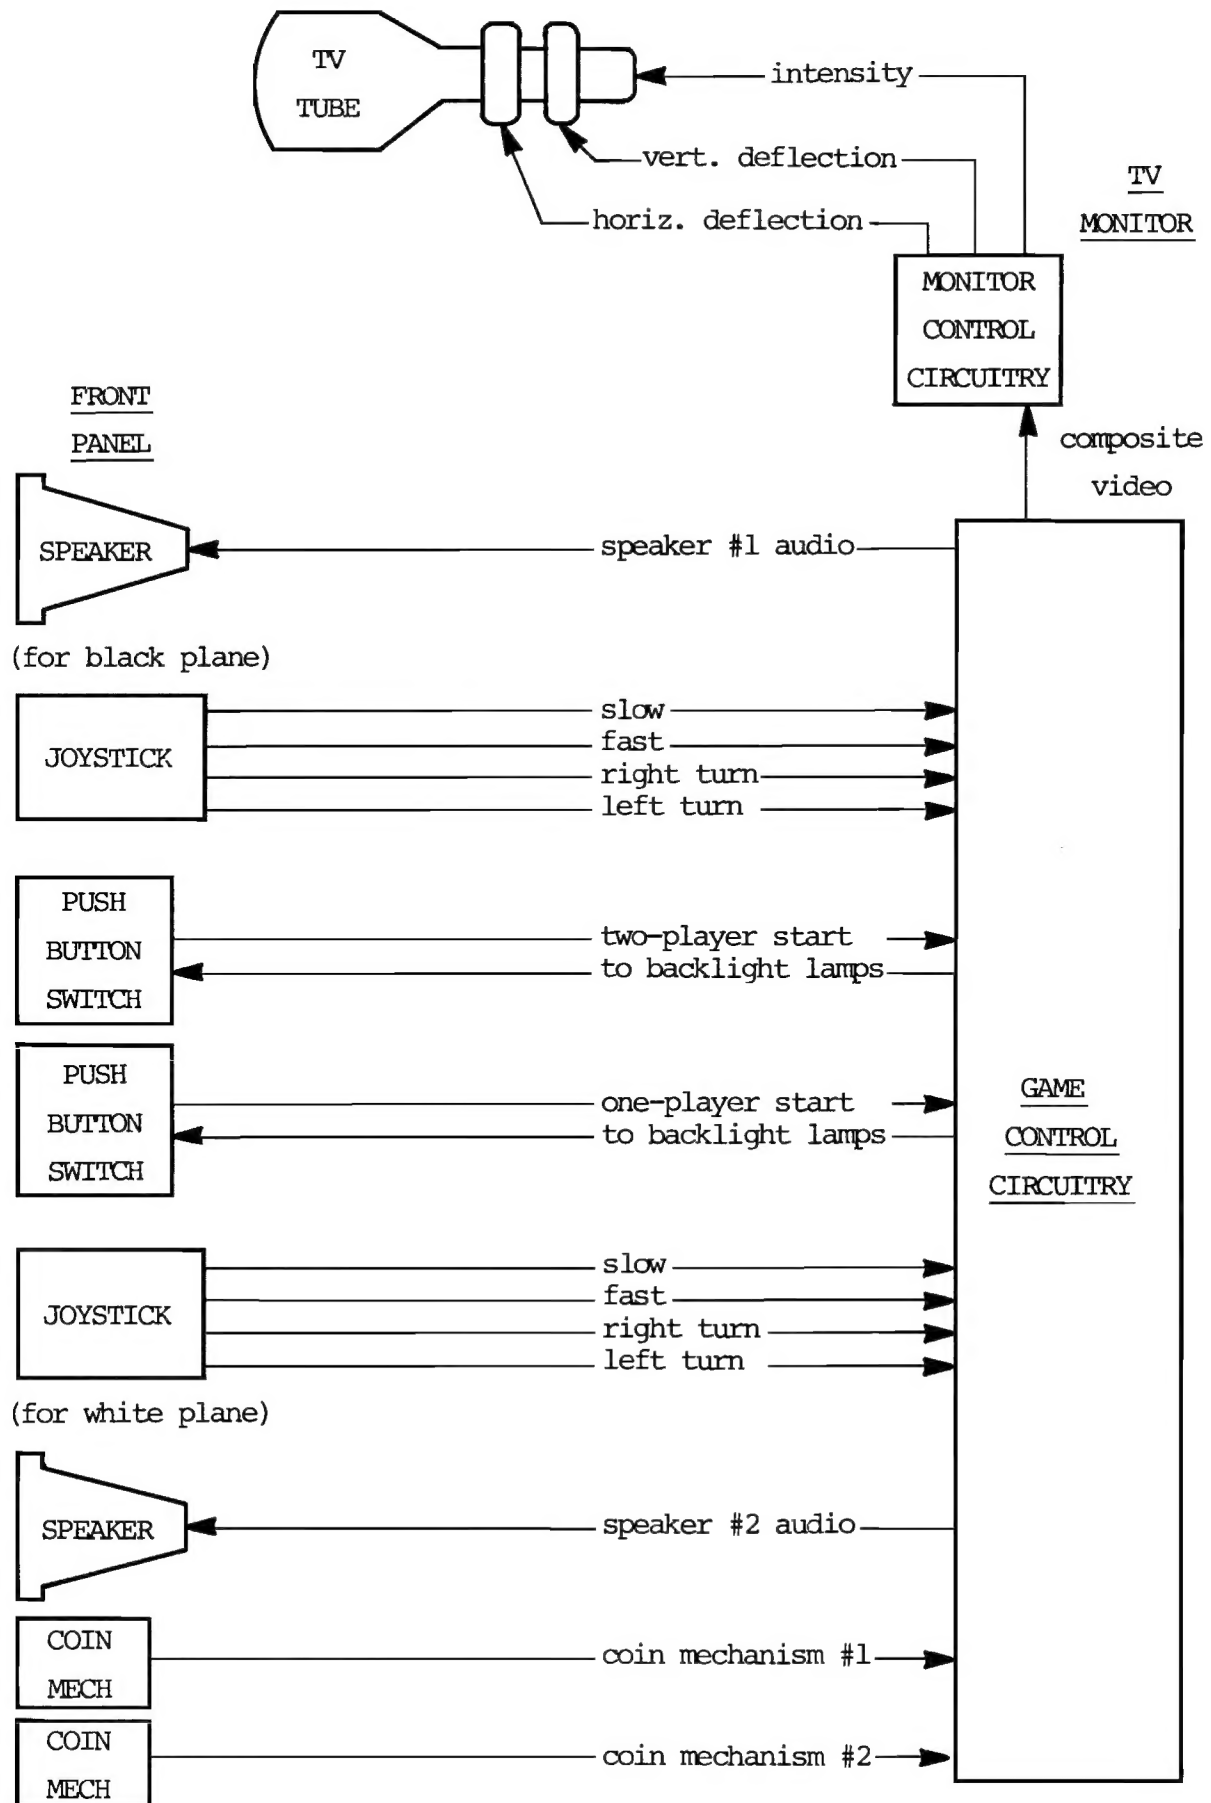 TV
TUBE
intensity
vert. deflection
horiz. deflection
TV
MONITOR
MONITOR
CONTROL
CIRCUITRY
composite
video
FRONT
PANEL
SPEAKER
speaker #1 audio
(for black plane)
JOYSTICK
slow
fast
right turn
left turn
PUSH
BUTTON
SWITCH
two-player start
to backlight lamps
PUSH
BUTTON
SWITCH
one-player start
to backlight lamps
GAME
CONTROL
CIRCUITRY
JOYSTICK
slow
fast
right turn
left turn
(for white plane)
SPEAKER
speaker #2 audio
COIN
MECH
coin mechanism #1
COIN
MECH
coin mechanism #2